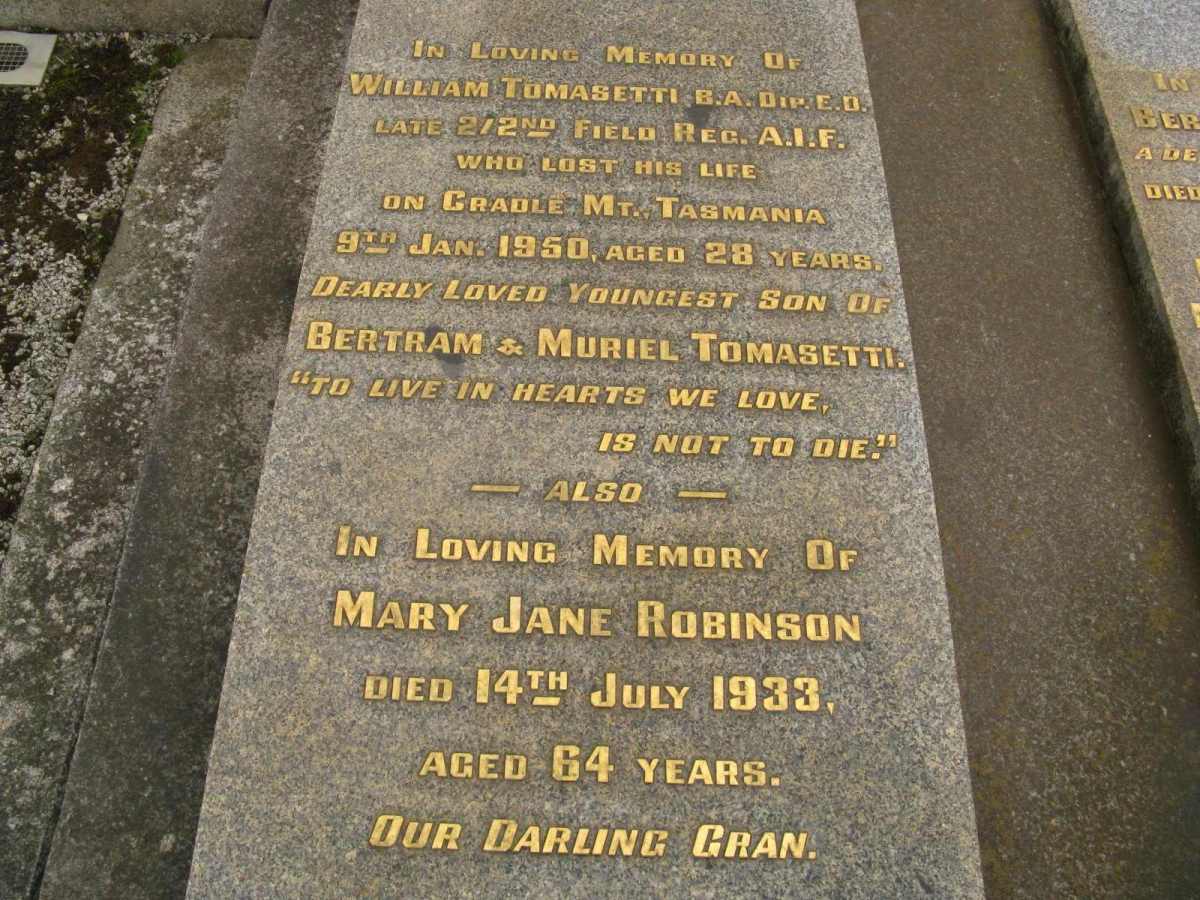 IN LOVING MEMORY OF
WILLIAM TOMASETTI B.A. DIP. E.D.
LATE 2/2ND FIELD REG. A.I.F.
WHO LOST HIS LIFE
ON CRADLE MT., TASMANIA
9TH JAN. 1950, AGED 28 YEARS.
DEARLY LOVED YOUNGEST SON OF
BERTRAM & MURIEL TOMASETTI.
"TO LIVE IN HEARTS WE LOVE,
IS NOT TO DIE."
— ALSO —
IN LOVING MEMORY OF
MARY JANE ROBINSON
DIED 14TH JULY 1933,
AGED 64 YEARS.
OUR DARLING GRAN.
IN
A
DIED